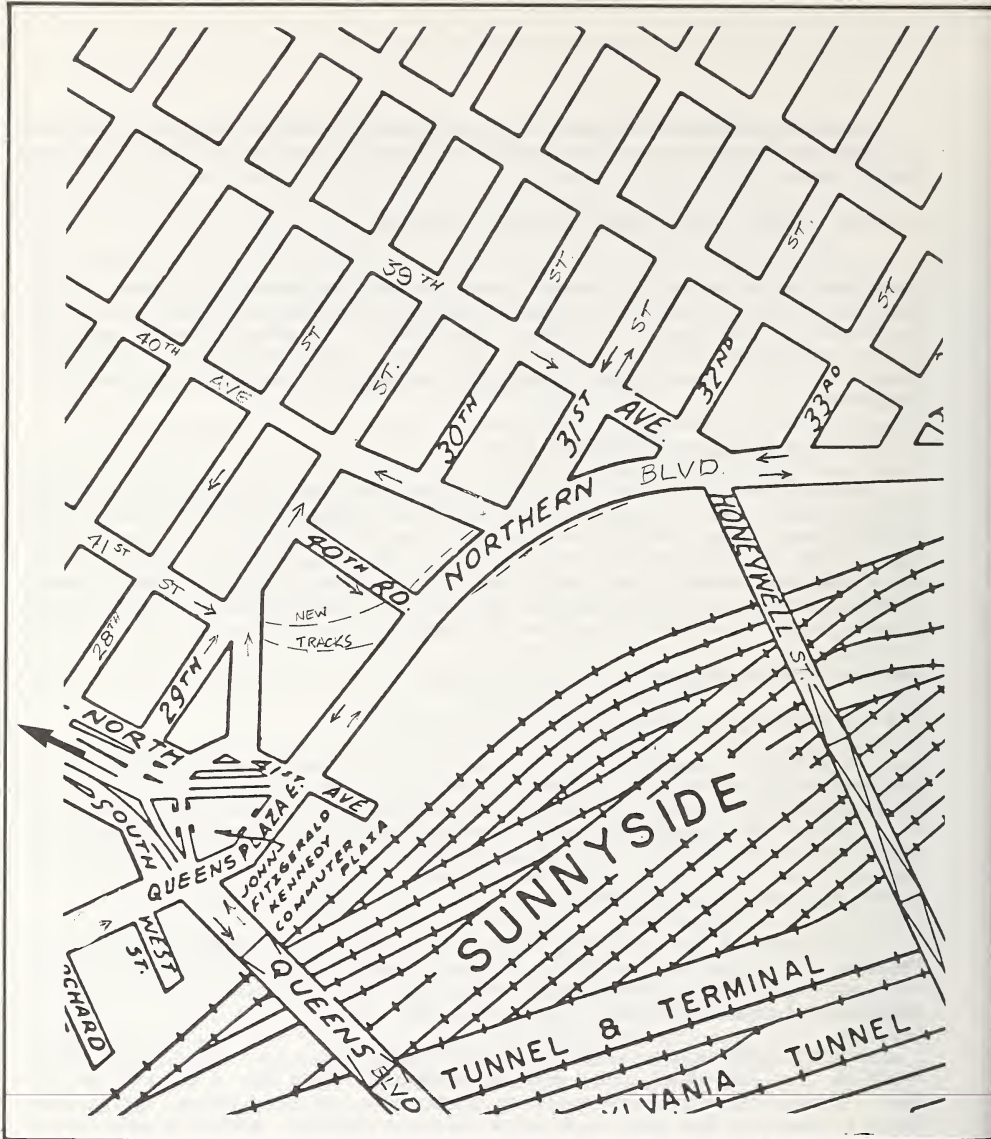 39TH
ST.
ST
ST.
ST
40TH
AVE
ST
ST.
30TH
31ST
AVE.
32ND
33RD
NORTHERN BLVD.
HONEYWELL ST.
41ST
ST
40TH RD.
NEW
TRACKS
28TH
29TH
NORTH
SOUTH
41ST.
AVE
QUEENS PLAZA E.
JOHN
FITZGERALD
KENNEDY
COMMUTER
PLAZA
WEST
ST.
QUEENS BLVD
SUNNYSIDE
TUNNEL & TERMINAL
TUNNEL